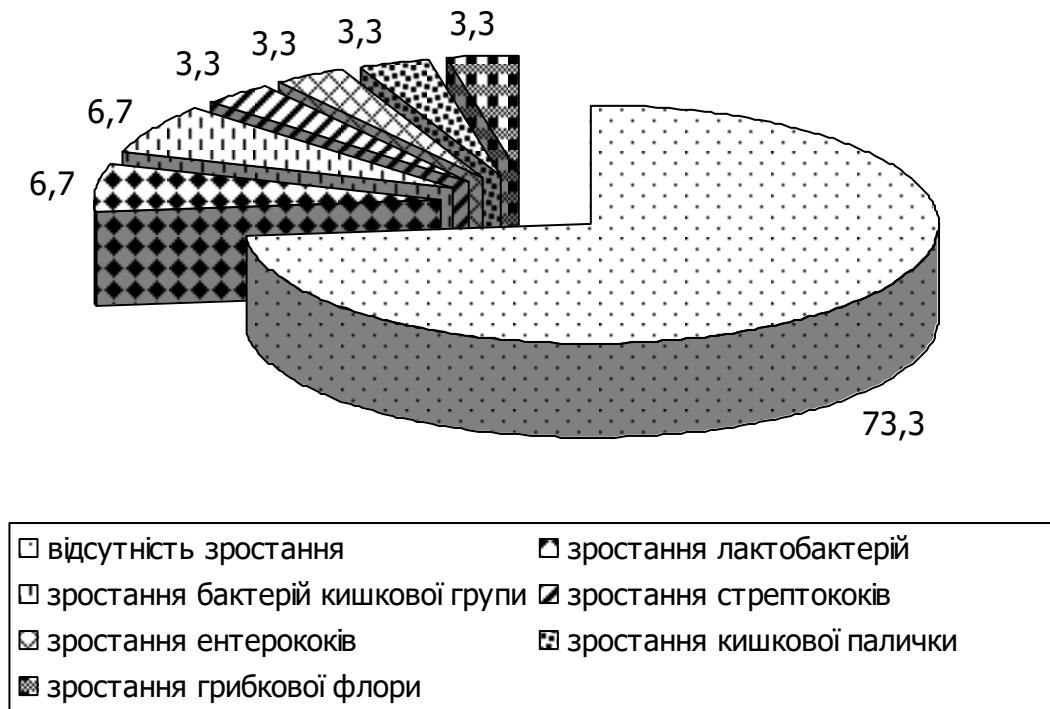 3,3
3,3
3,3
3,3
6,7
6,7
73,3
відсутність зростання
зростання лактобактерій
зростання бактерій кишкової групи
зростання стрептококів
зростання ентерококів
зростання кишкової палички
зростання грибкової флори